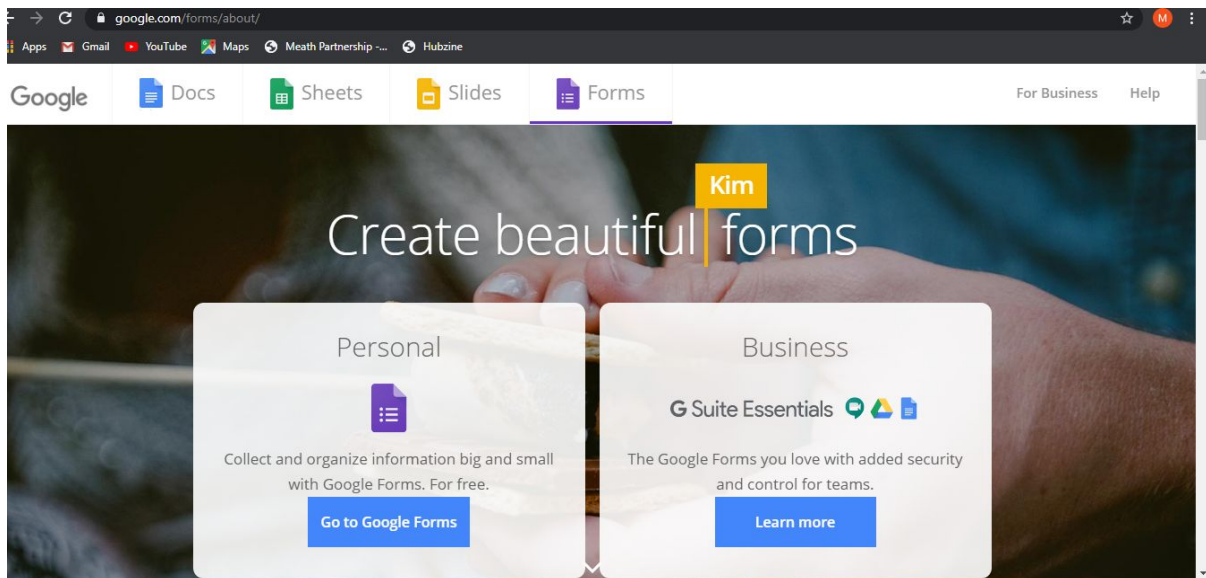 google.com/forms/about/
M
Apps Gmail YouTube Maps Meath Partnership -... Hubzine
Google Docs Sheets Slides Forms For Business Help
Kim
Create beautiful forms
Personal
Collect and organize information big and small
with Google Forms. For free.
Go to Google Forms
Business
G Suite Essentials
The Google Forms you love with added security
and control for teams.
Learn more